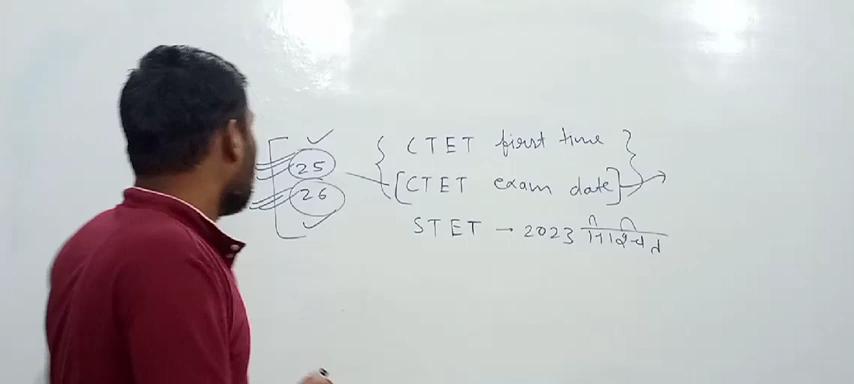 25
26
CTET first time
[CTET exam date]
STET → 2023